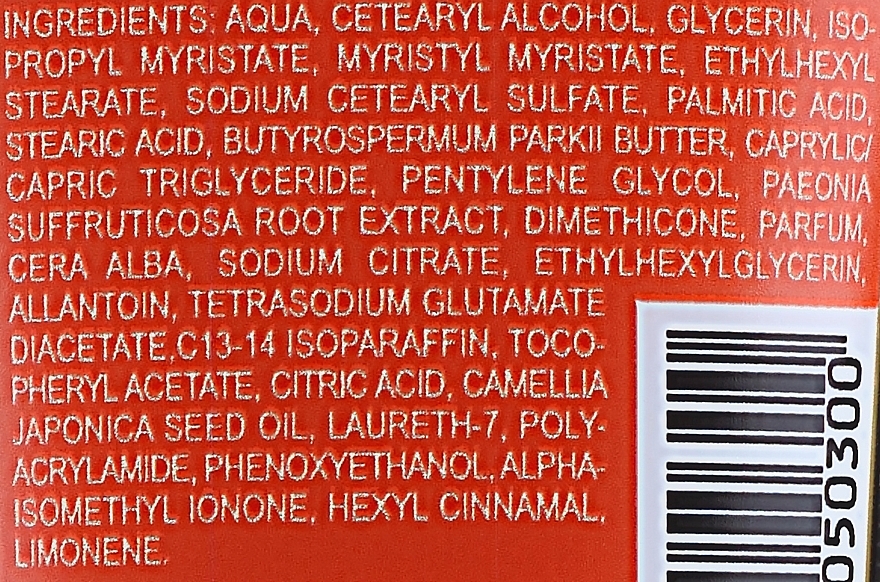 INGREDIENTS: AQUA, CETEARYL ALCOHOL, GLYCERIN, ISO-
PROPYL MYRISTATE, MYRISTYL MYRISTATE, ETHYLHEXYL
STEARATE, SODIUM CETEARYL SULFATE, PALMITIC ACID,
STEARIC ACID, BUTYROSPERMUM PARKII BUTTER, CAPRYLIC/
CAPRIC TRIGLYCERIDE, PENTYLENE GLYCOL, PAEONIA
SUFFRUTICOSA ROOT EXTRACT, DIMETHICONE, PARFUM,
CERA ALBA, SODIUM CITRATE, ETHYLHEXYLGLYCERIN,
ALLANTOIN, TETRASODIUM GLUTAMATE
DIACETATE,C13-14 ISOPARAFFIN, TOCO-
PHERYL ACETATE, CITRIC ACID, CAMELLIA
JAPONICA SEED OIL, LAURETH-7, POLY-
ACRYLAMIDE, PHENOXYETHANOL, ALPHA-
ISOMETHYL IONONE, HEXYL CINNAMAL,
LIMONENE.
050300